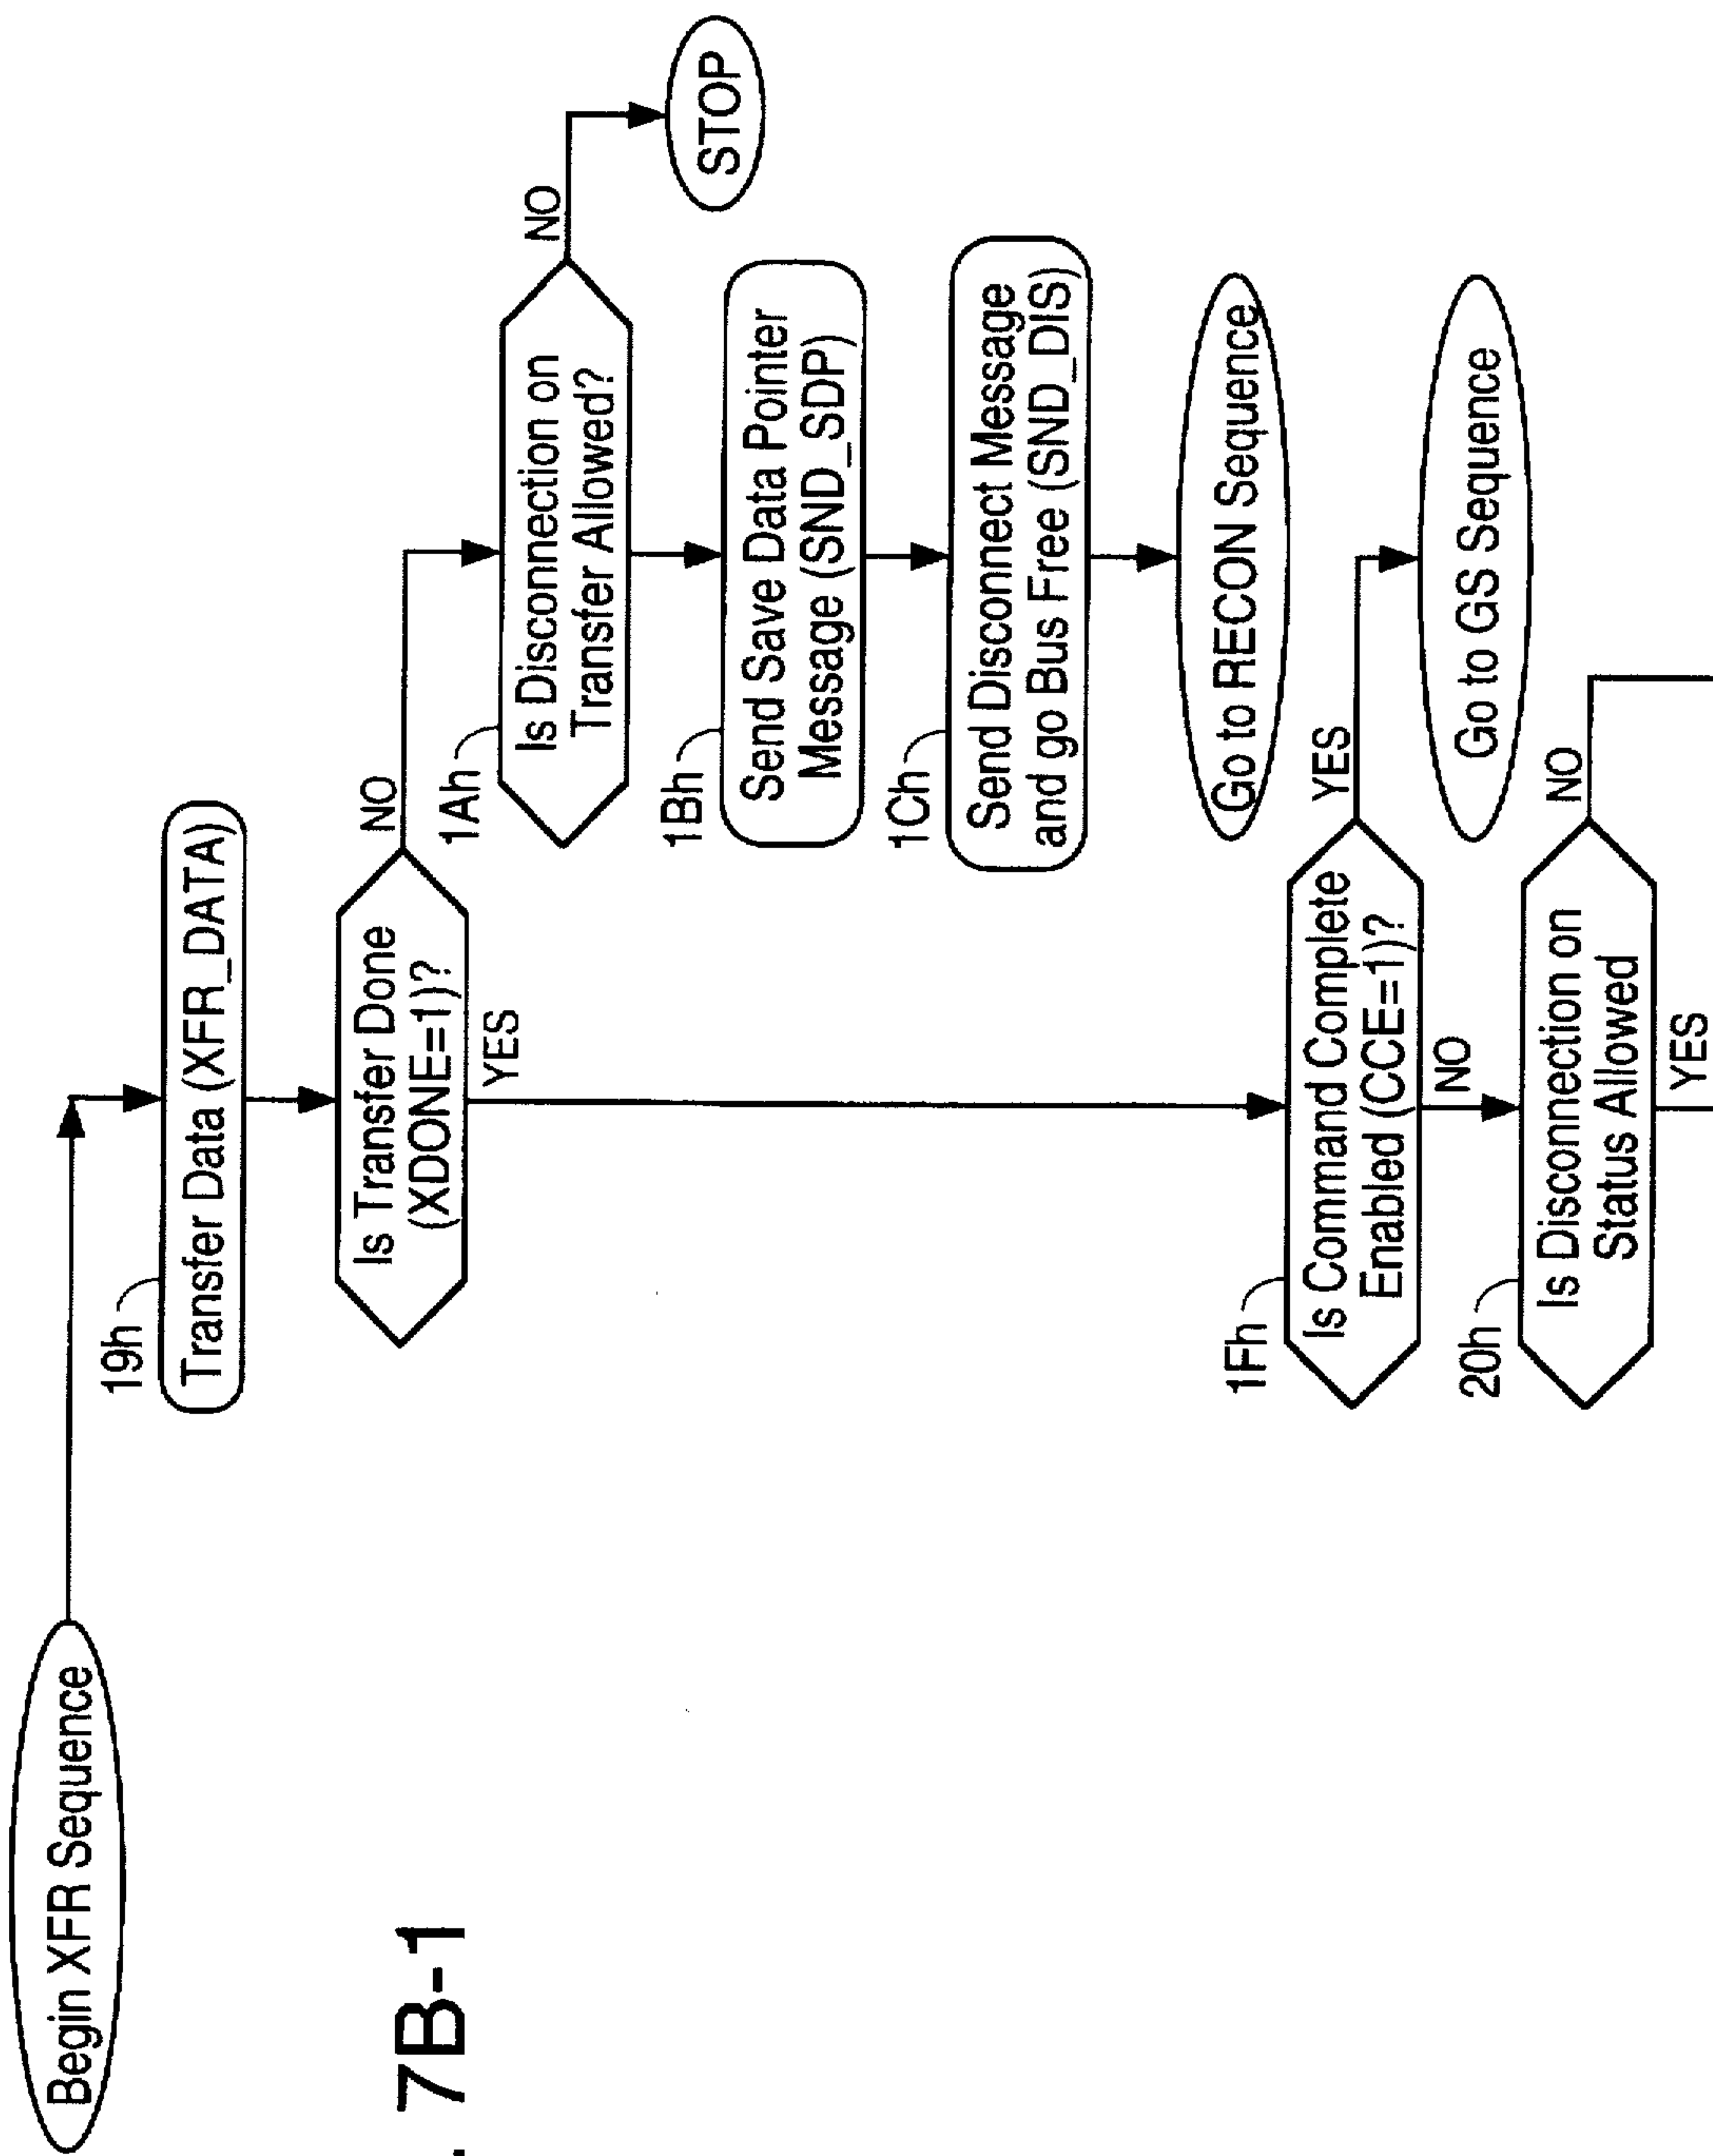 Begin XFR Sequence
19h
Transfer Data (XFR_DATA)
Is Transfer Done
(XDONE=1)?
NO
YES
1Ah
Is Disconnection on
Transfer Allowed?
NO
STOP
1Bh
Send Save Data Pointer
Message (SND_SDP)
1Ch
Send Disconnect Message
and go Bus Free (SND_DIS)
Go to RECON Sequence
1Fh
Is Command Complete
Enabled (CCE=1)?
YES
NO
Go to GS Sequence
20h
Is Disconnection on
Status Allowed
NO
YES
. 7B-1